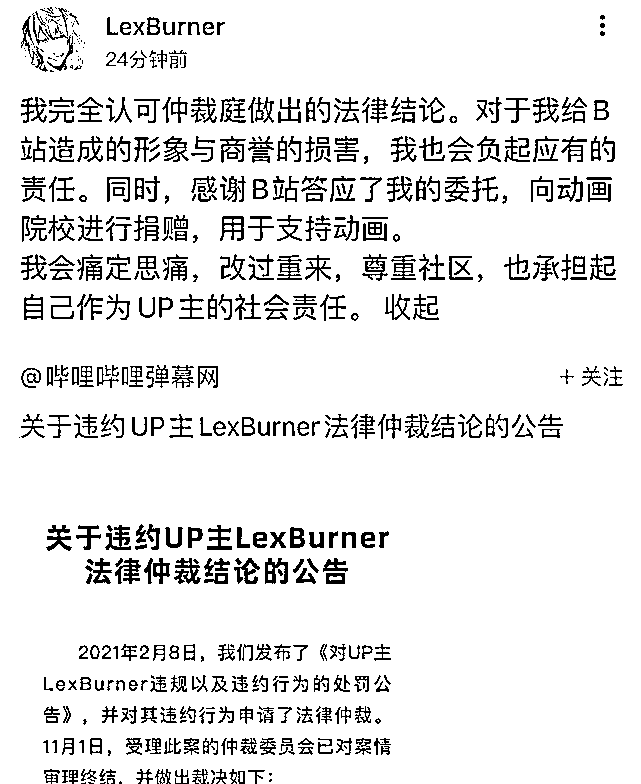 LexBurner
24分钟前
我完全认可仲裁庭做出的法律结论。对于我给B
站造成的形象与商誉的损害，我也会负起应有的
责任。同时，感谢B站答应了我的委托，向动画
院校进行捐赠，用于支持动画。
我会痛定思痛，改过重来，尊重社区，也承担起
自己作为UP主的社会责任。 收起
@哔哩哔哩弹幕网
+ 关注
关于违约UP主LexBurner法律仲裁结论的公告
关于违约UP主LexBurner
法律仲裁结论的公告
2021年2月8日，我们发布了《对UP主
LexBurner违规以及违约行为的处罚公
告》，并对其违约行为申请了法律仲裁。
11月1日，受理此案的仲裁委员会已对案情
审理终结，并做出裁决如下：